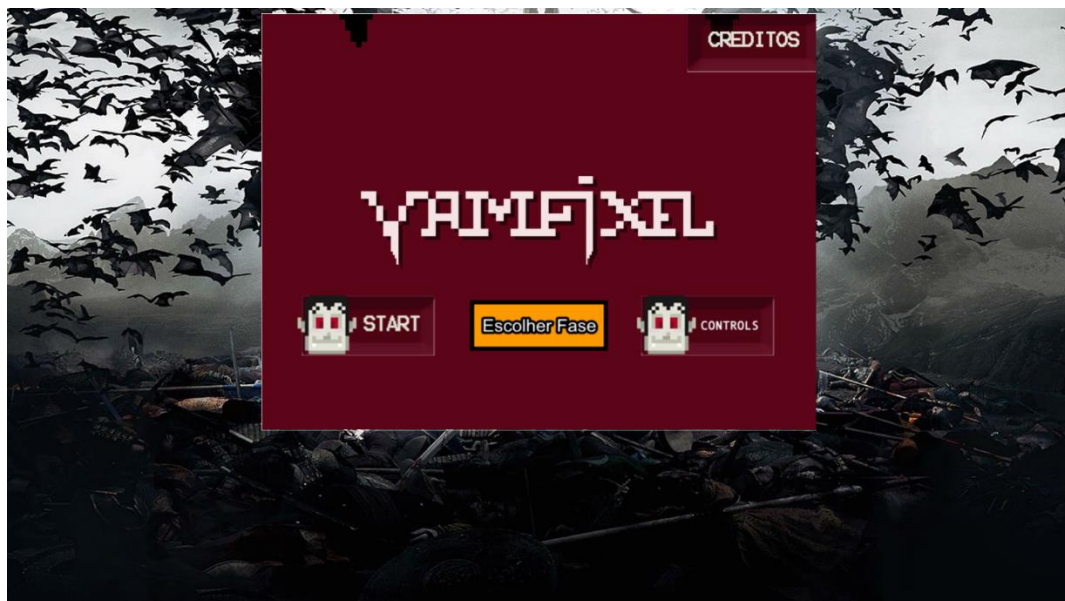 CREDITOS
VAMPiXEL
START
Escolher Fase
CONTROLS